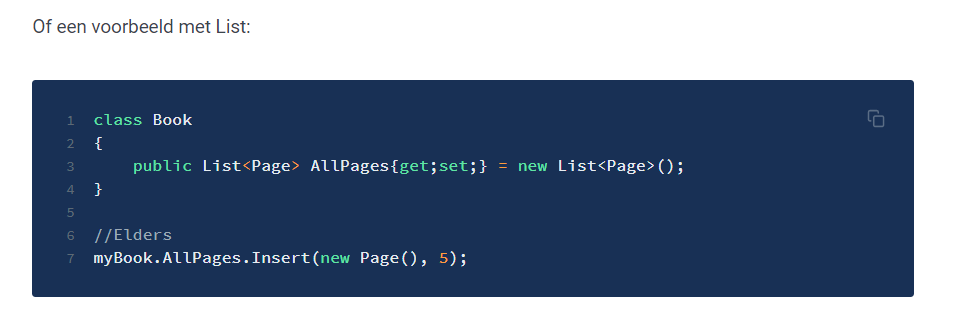 Of een voorbeeld met List:
1 class Book
2 {
3     public List<Page> AllPages{get;set;} = new List<Page>();
4 }
5
6 //Elders
7 myBook.AllPages.Insert(new Page(), 5);